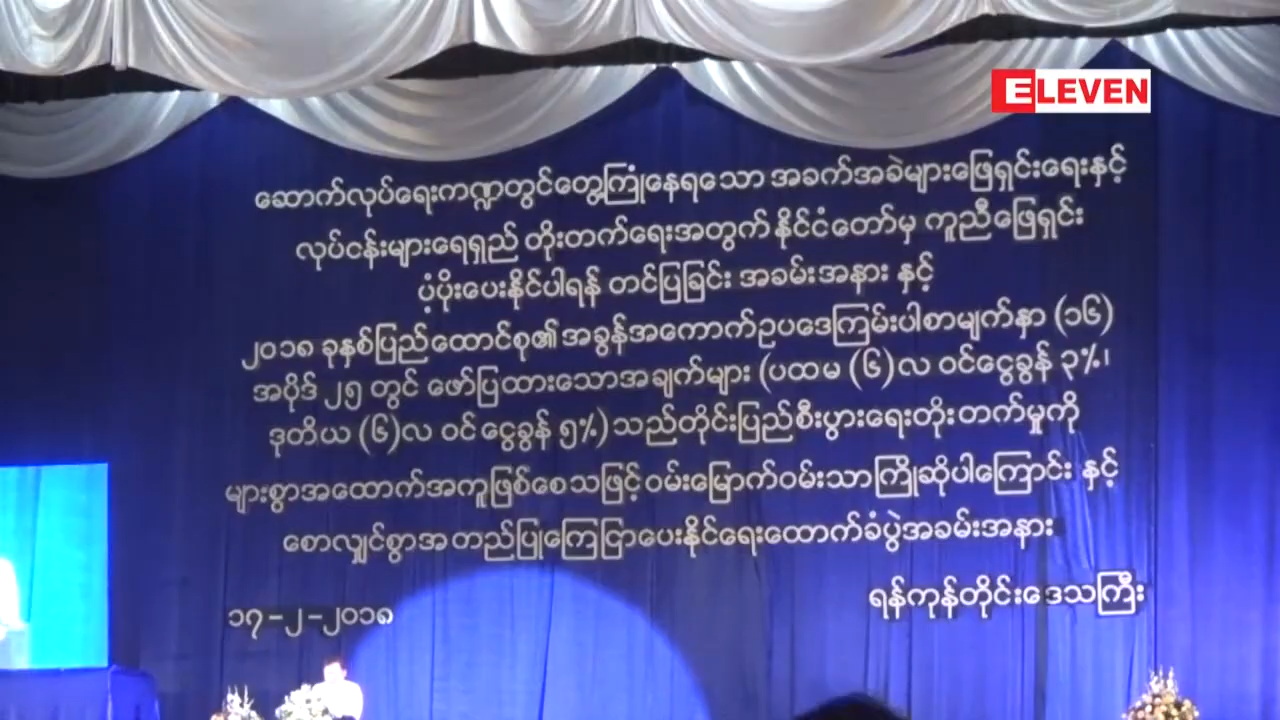 ELEVEN
ဆောက်လုပ်ရေးကဏ္ဍတွင်တွေ့ကြုံနေရသော အခက်အခဲများဖြေရှင်းရေးနှင့်
လုပ်ငန်းများရေရှည် တိုးတက်ရေးအတွက် နိုင်ငံတော်မှ ကူညီဖြေရှင်း
ပံ့ပိုးပေးနိုင်ပါရန် တင်ပြခြင်း အခမ်းအနား နှင့်
၂၀၁၈ ခုနှစ်ပြည်ထောင်စု၏ အခွန်အကောက်ဥပဒေကြမ်းပါစာမျက်နှာ (၁၆)
အပိုဒ် ၂၅ တွင် ဖော်ပြထားသောအချက်များ (ပထမ (၆)လ ဝင်ငွေခွန် ၃%၊
ဒုတိယ (၆)လ ဝင်ငွေခွန် ၅%) သည်တိုင်းပြည်စီးပွားရေးတိုးတက်မှုကို
များစွာအထောက်အကူဖြစ်စေသဖြင့် ဝမ်းမြောက်ဝမ်းသာကြိုဆိုပါကြောင်း နှင့်
စောလျှင်စွာအတည်ပြုကြေငြာပေးနိုင်ရေးထောက်ခံပွဲအခမ်းအနား
ရန်ကုန်တိုင်းဒေသကြီး
၁၇-၂-၂၀၁၈